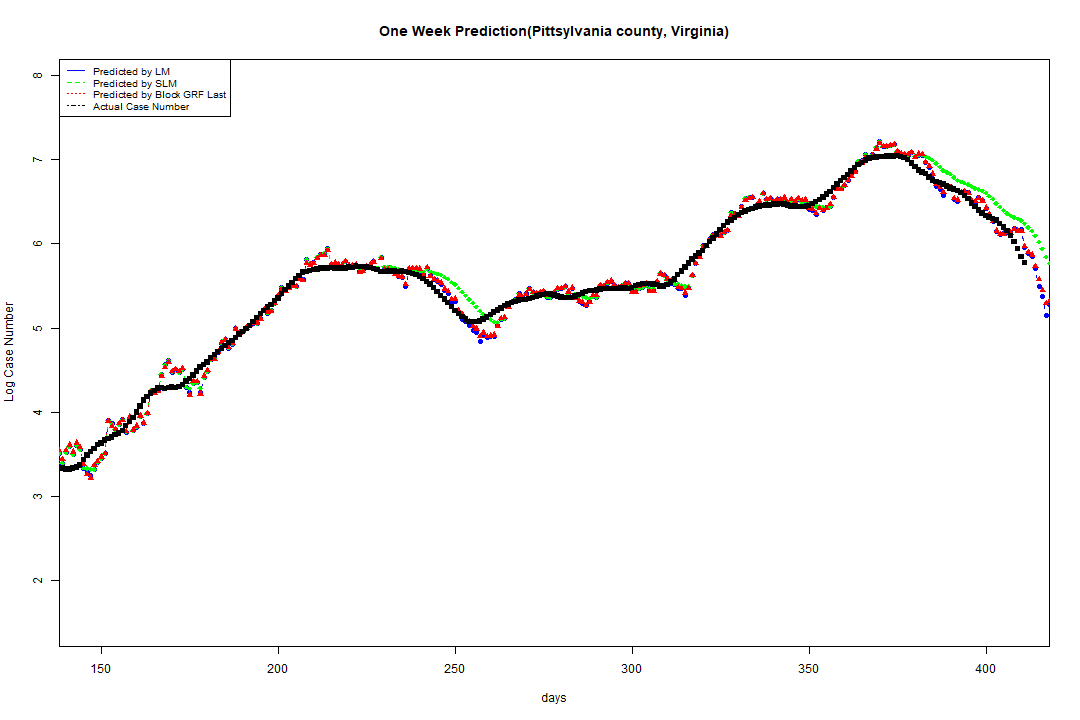 One Week Prediction(Pittsylvania county, Virginia)
Predicted by LM
Predicted by SLM
Predicted by Block GRF Last
Actual Case Number
8
7
6
5
4
3
2
Log Case Number
150 200 250 300 350 400
days